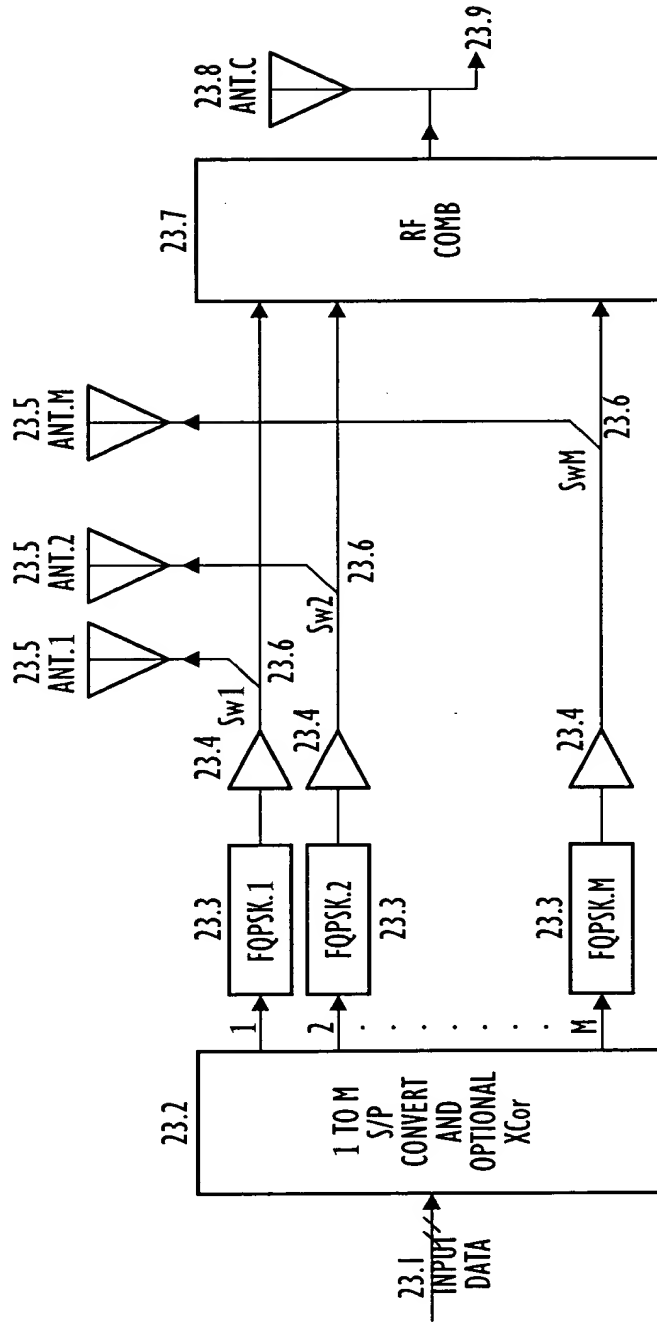 23.1
INPUT
DATA
23.2
1 TO M
S/P
CONVERT
AND
OPTIONAL
XCor
1
2
M
23.3
FQPSK.1
FQPSK.2
23.3
23.3
FQPSK.M
23.4
23.4
23.4
Sw1
23.6
Sw2
23.6
SwM
23.6
23.5
ANT.1
23.5
ANT.2
23.5
ANT.M
23.7
RF
COMB
23.8
ANT.C
23.9